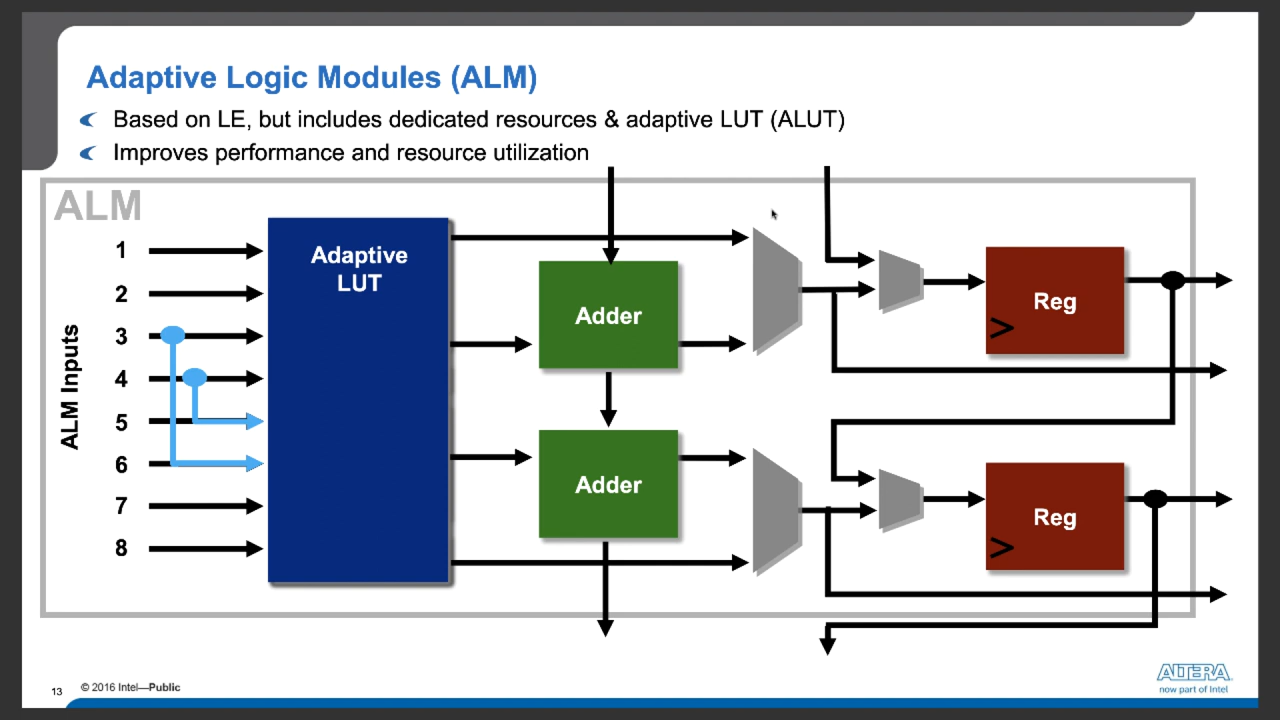 Adaptive Logic Modules (ALM)
Based on LE, but includes dedicated resources & adaptive LUT (ALUT)
Improves performance and resource utilization
ALM
ALM Inputs
1
2
3
4
5
6
7
8
Adaptive
LUT
Adder
Adder
Reg
>
Reg
>
13
© 2016 Intel—Public
ALTERA
now part of Intel